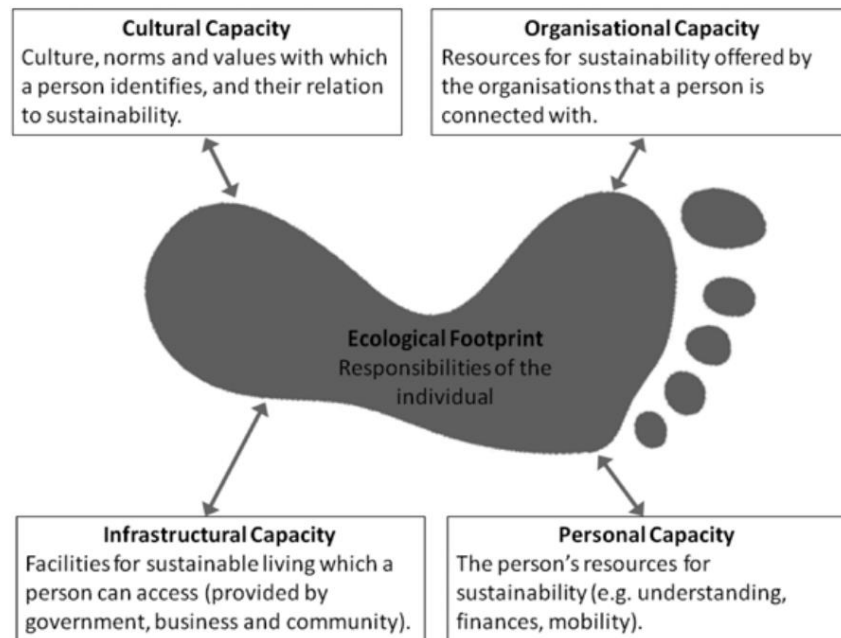 Cultural Capacity
Culture, norms and values with which
a person identifies, and their relation
to sustainability.
Organisational Capacity
Resources for sustainability offered by
the organisations that a person is
connected with.
Ecological Footprint
Responsibilities of the
individual
Infrastructural Capacity
Facilities for sustainable living which a
person can access (provided by
government, business and community).
Personal Capacity
The person's resources for
sustainability (e.g. understanding,
finances, mobility).